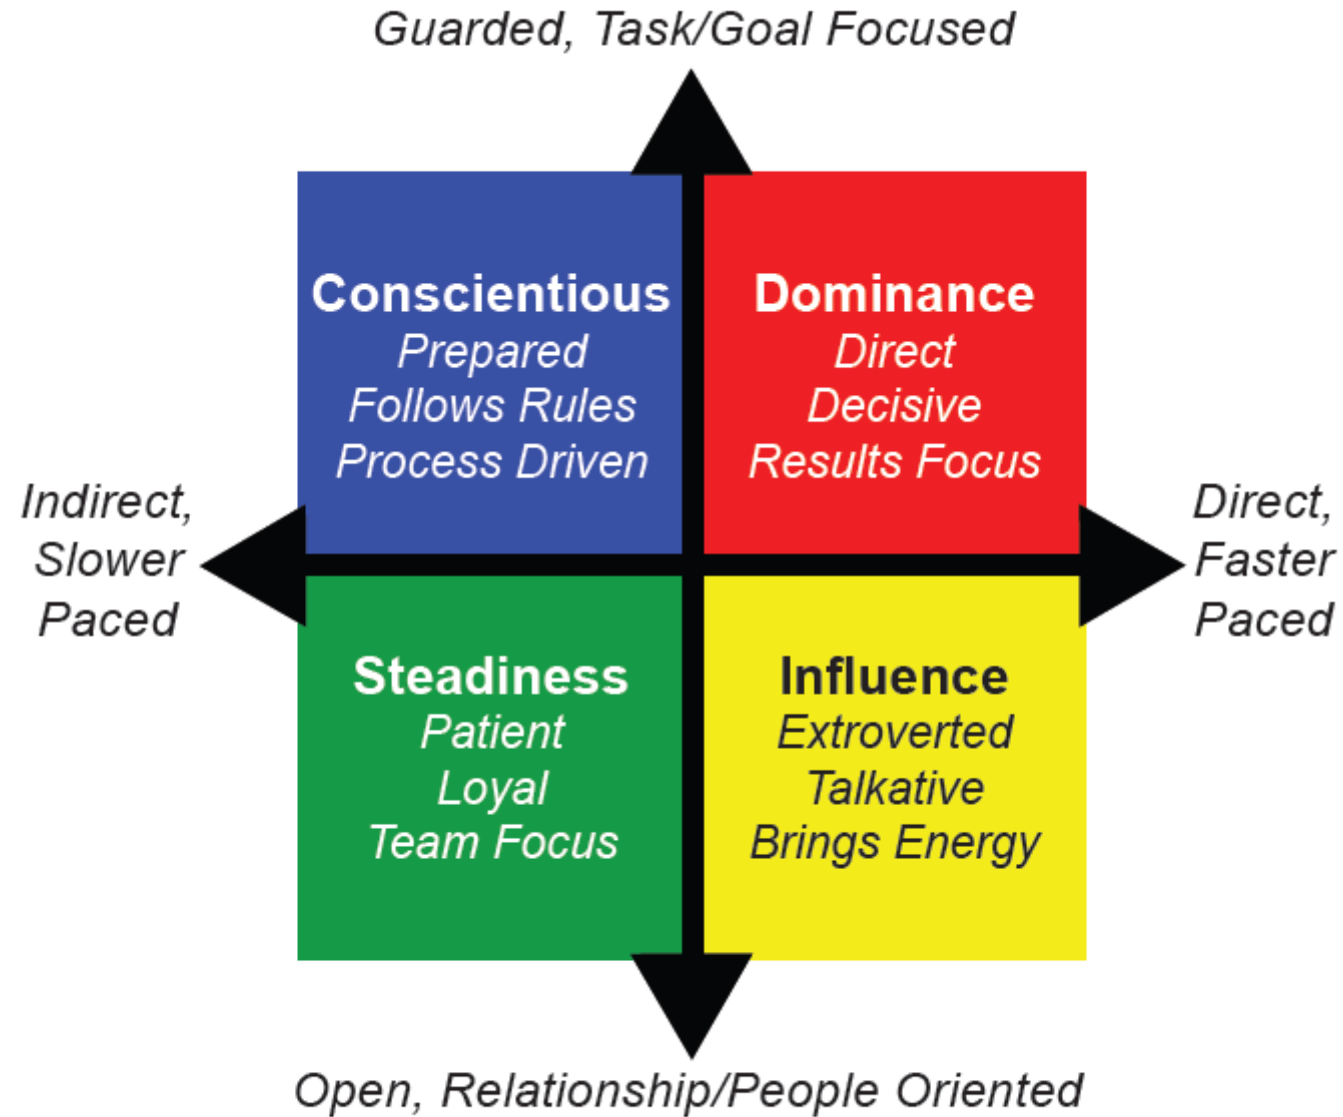 Guarded, Task/Goal Focused
Conscientious
Prepared
Follows Rules
Process Driven
Dominance
Direct
Decisive
Results Focus
Indirect,
Slower
Paced
Direct,
Faster
Paced
Steadiness
Patient
Loyal
Team Focus
Influence
Extroverted
Talkative
Brings Energy
Open, Relationship/People Oriented